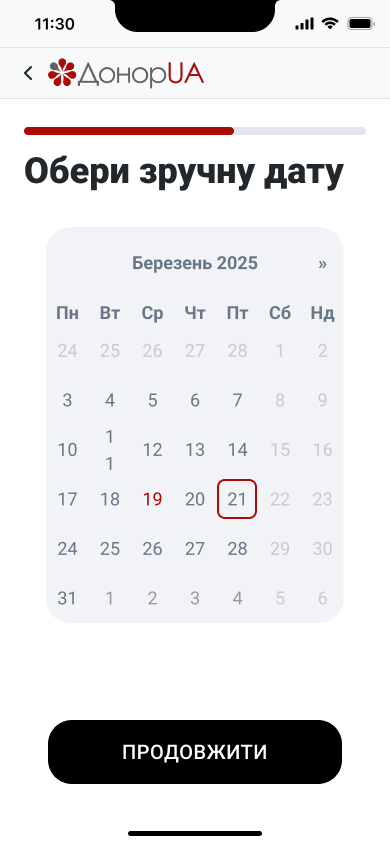 11:30
ДонорUA
Обери зручну дату
Березень 2025 »
Пн Вт Ср Чт Пт Сб Нд
24 25 26 27 28 1 2
3 4 5 6 7 8 9
10 1 12 13 14 15 16
1
17 18 19 20 21 22 23
24 25 26 27 28 29 30
31 1 2 3 4 5 6
ПРОДОВЖИТИ